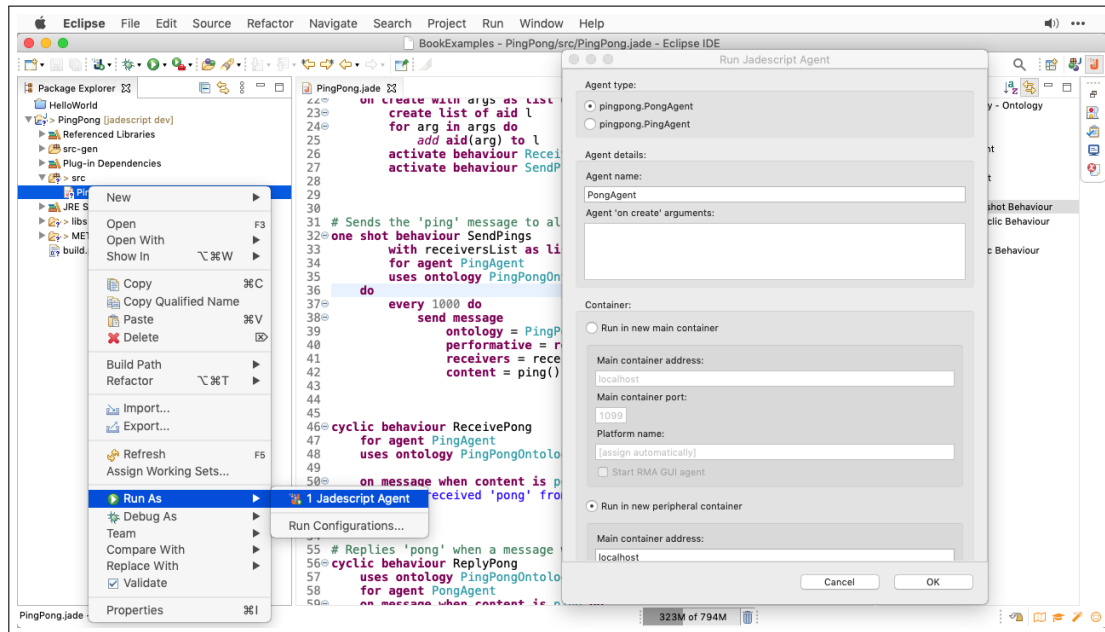 Eclipse File Edit Source Refactor Navigate Search Project Run Window Help
BookExamples - PingPong/src/PingPong.jade - Eclipse IDE
Package Explorer
HelloWorld
> PingPong [jadescript dev]
Referenced Libraries
> src-gen
Plug-in Dependencies
> src
Pin
JRE S
> libs
> MET
build.
New
Open F3
Open With
Show In ⌥⌘W
Copy ⌘C
Copy Qualified Name
Paste ⌘V
Delete ⌦
Build Path
Refactor ⌥⌘T
Import...
Export...
Refresh F5
Assign Working Sets...
Run As
Debug As
Team
Compare With
Replace With
Validate
Properties ⌘I
1 Jadescript Agent
Run Configurations...
PingPong.jade
22 on create with args as list
23 create list of aid l
24 for arg in args do
25 add aid(arg) to l
26 activate behaviour Recei
27 activate behaviour SendP
28
29
30
31 # Sends the 'ping' message to al
32 one shot behaviour SendPings
33 with receiversList as li
34 for agent PingAgent
35 uses ontology PingPongOn
36 do
37 every 1000 do
38 send message
39 ontology = PingP
40 performative = r
41 receivers = rece
42 content = ping()
43
44
45
46 cyclic behaviour ReceivePong
47 for agent PingAgent
48 uses ontology PingPongOntolo
49
50 on message when content is p
received 'pong' fro
55 # Replies 'pong' when a message w
56 cyclic behaviour ReplyPong
57 uses ontology PingPongOntolo
58 for agent PongAgent
59 on message when content is ping do
Run Jadescript Agent
Agent type:
pingpong.PongAgent
pingpong.PingAgent
Agent details:
Agent name:
PongAgent
Agent 'on create' arguments:
Container:
Run in new main container
Main container address:
localhost
Main container port:
1099
Platform name:
[assign automatically]
Start RMA GUI agent
Run in new peripheral container
Main container address:
localhost
Cancel OK
y - Ontology
nt
t
shot Behaviour
clic Behaviour
c Behaviour
PingPong.jade -
323M of 794M